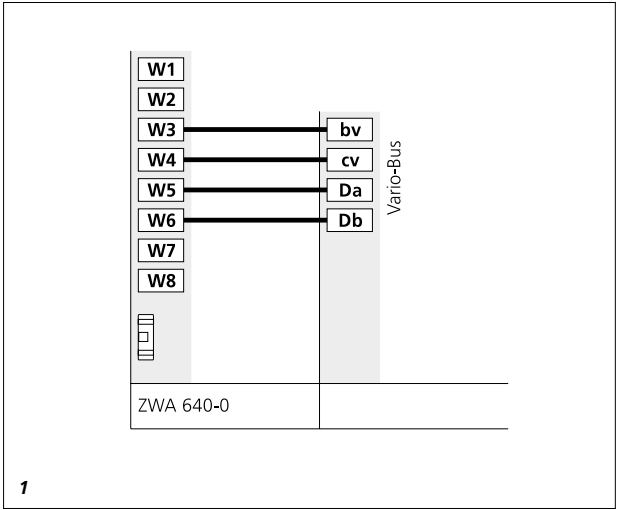 W1
W2
W3 bv
W4 cv
W5 Da
W6 Db
W7
W8
Vario-Bus
ZWA 640-0
1